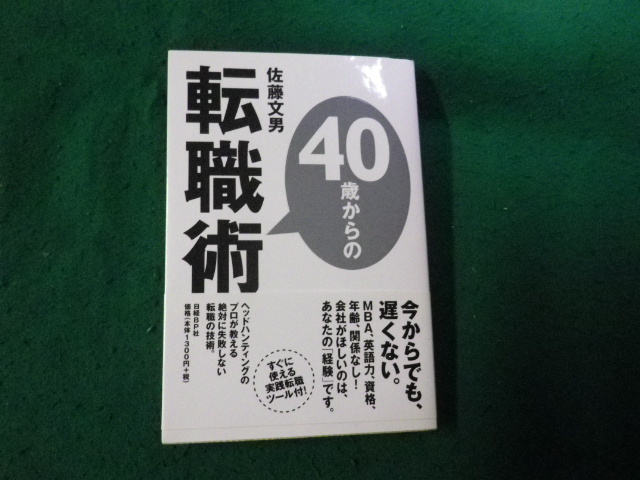 40
歳からの
佐藤文男
転職術
今からでも、
遅くない。
MBA、英語力、資格、
年齢、関係なし！
会社がほしいのは、
あなたの「経験」です。
すぐに
使える
実践転職
ツール付！
ヘッドハンティングの
プロが教える
絶対に失敗しない
転職の技術。
日経BP社
価格（本体1300円＋税）